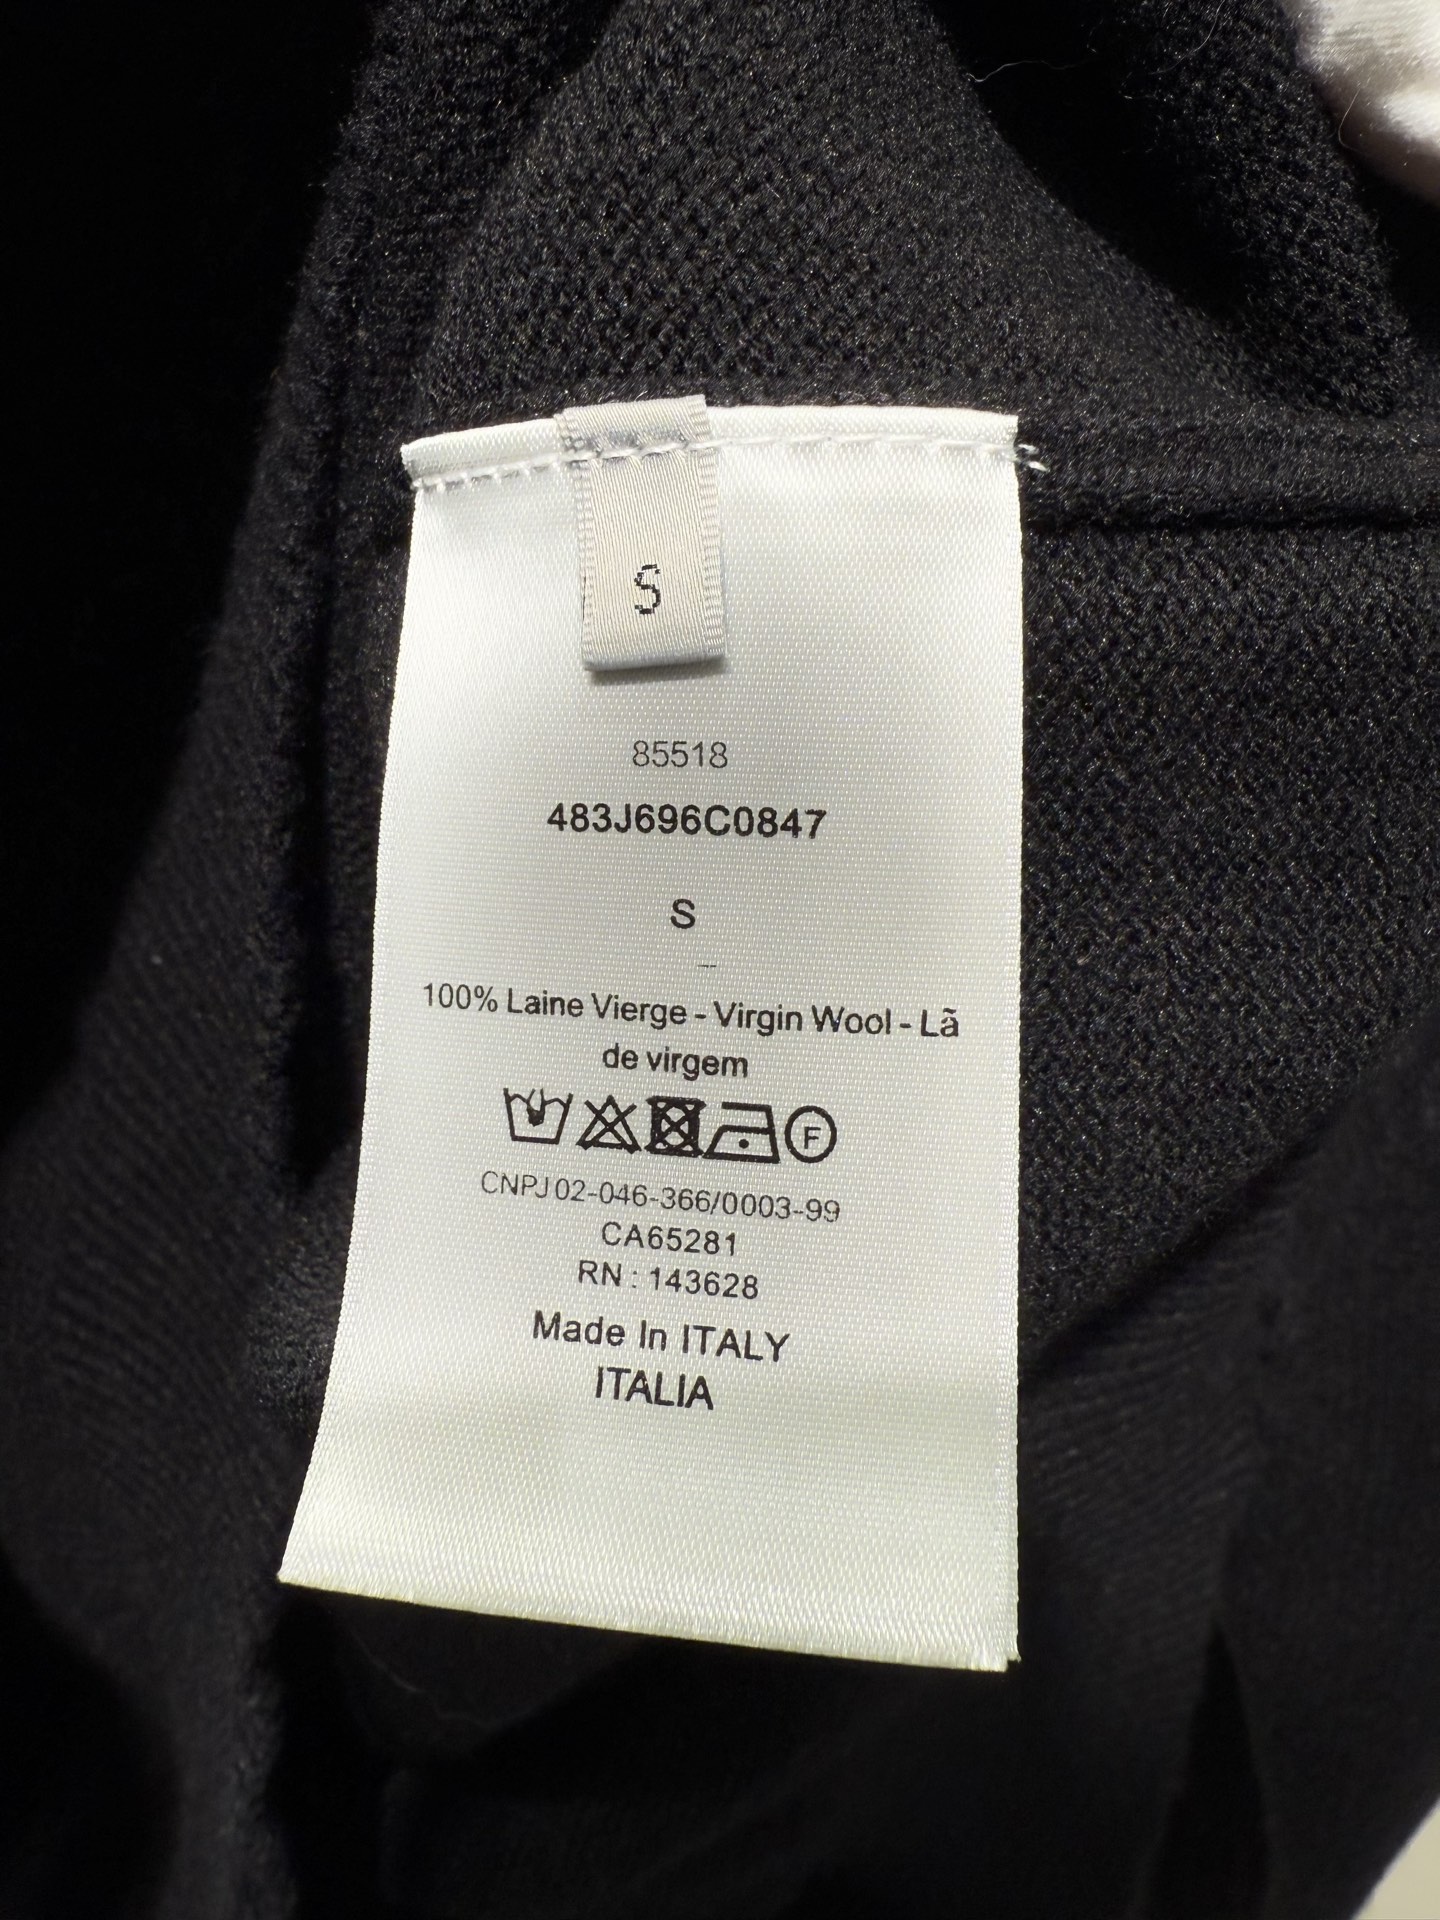 S
85518
483J696C0847
S
100% Laine Vierge - Virgin Wool - Lã
de virgem
F
CNPJ 02-046-366/0003-99
CA65281
RN : 143628
Made In ITALY
ITALIA